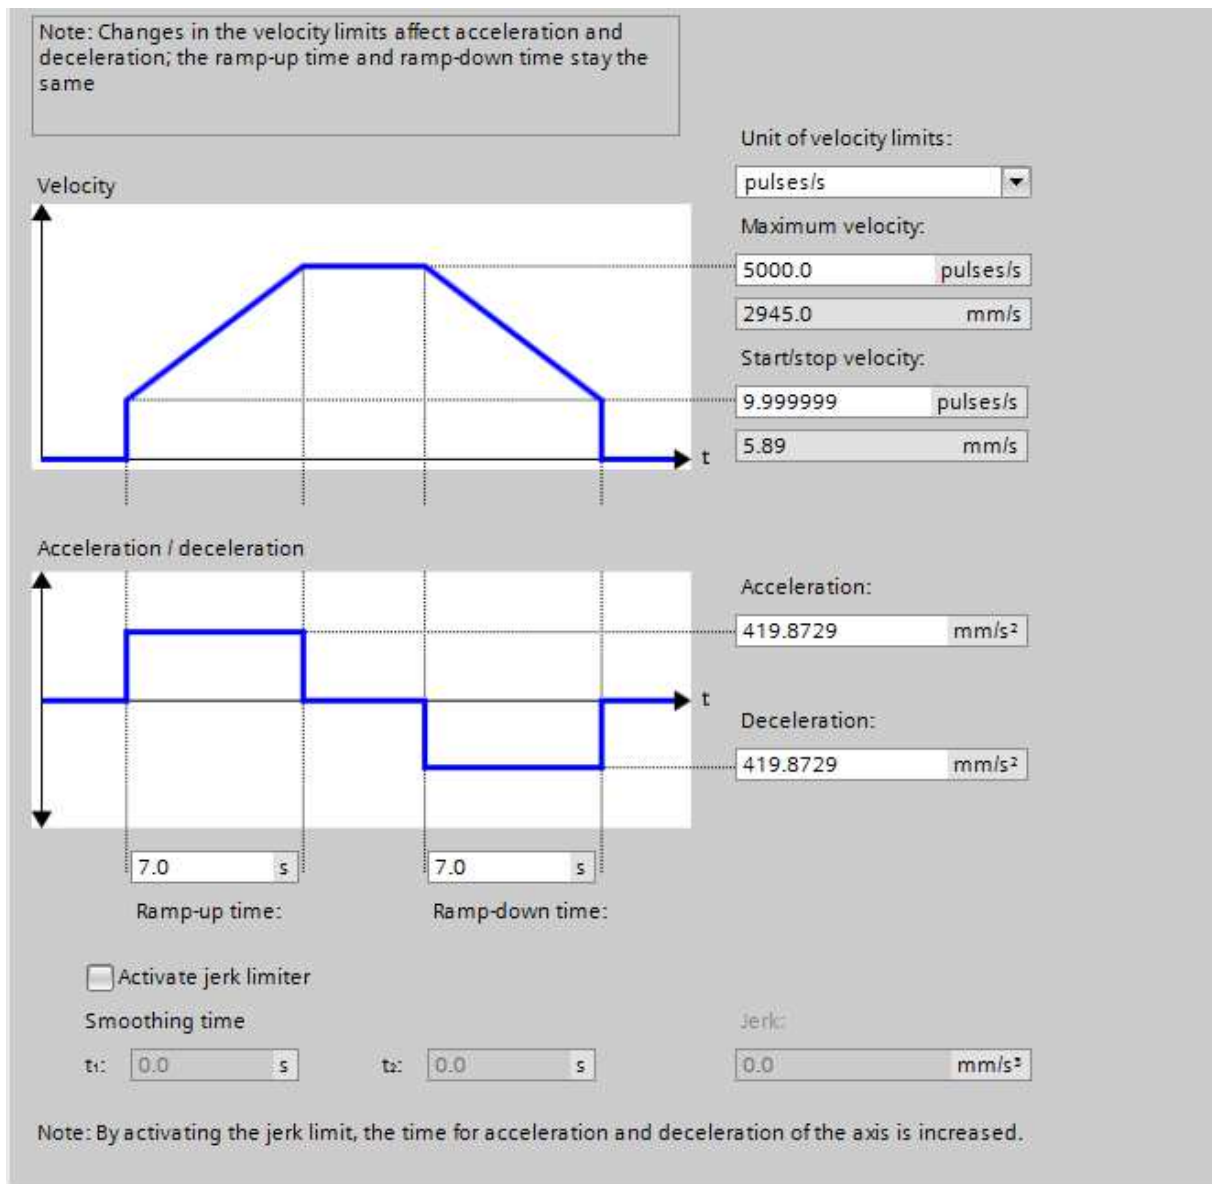 Note: Changes in the velocity limits affect acceleration and
deceleration; the ramp-up time and ramp-down time stay the
same
Unit of velocity limits:
pulses/s
Velocity
Maximum velocity:
5000.0 pulses/s
2945.0 mm/s
Start/stop velocity:
9.999999 pulses/s
5.89 mm/s
t
Acceleration / deceleration
Acceleration:
419.8729 mm/s²
t
Deceleration:
419.8729 mm/s²
7.0 s 7.0 s
Ramp-up time: Ramp-down time:
Activate jerk limiter
Smoothing time Jerk:
t₁: 0.0 s t₂: 0.0 s 0.0 mm/s³
Note: By activating the jerk limit, the time for acceleration and deceleration of the axis is increased.